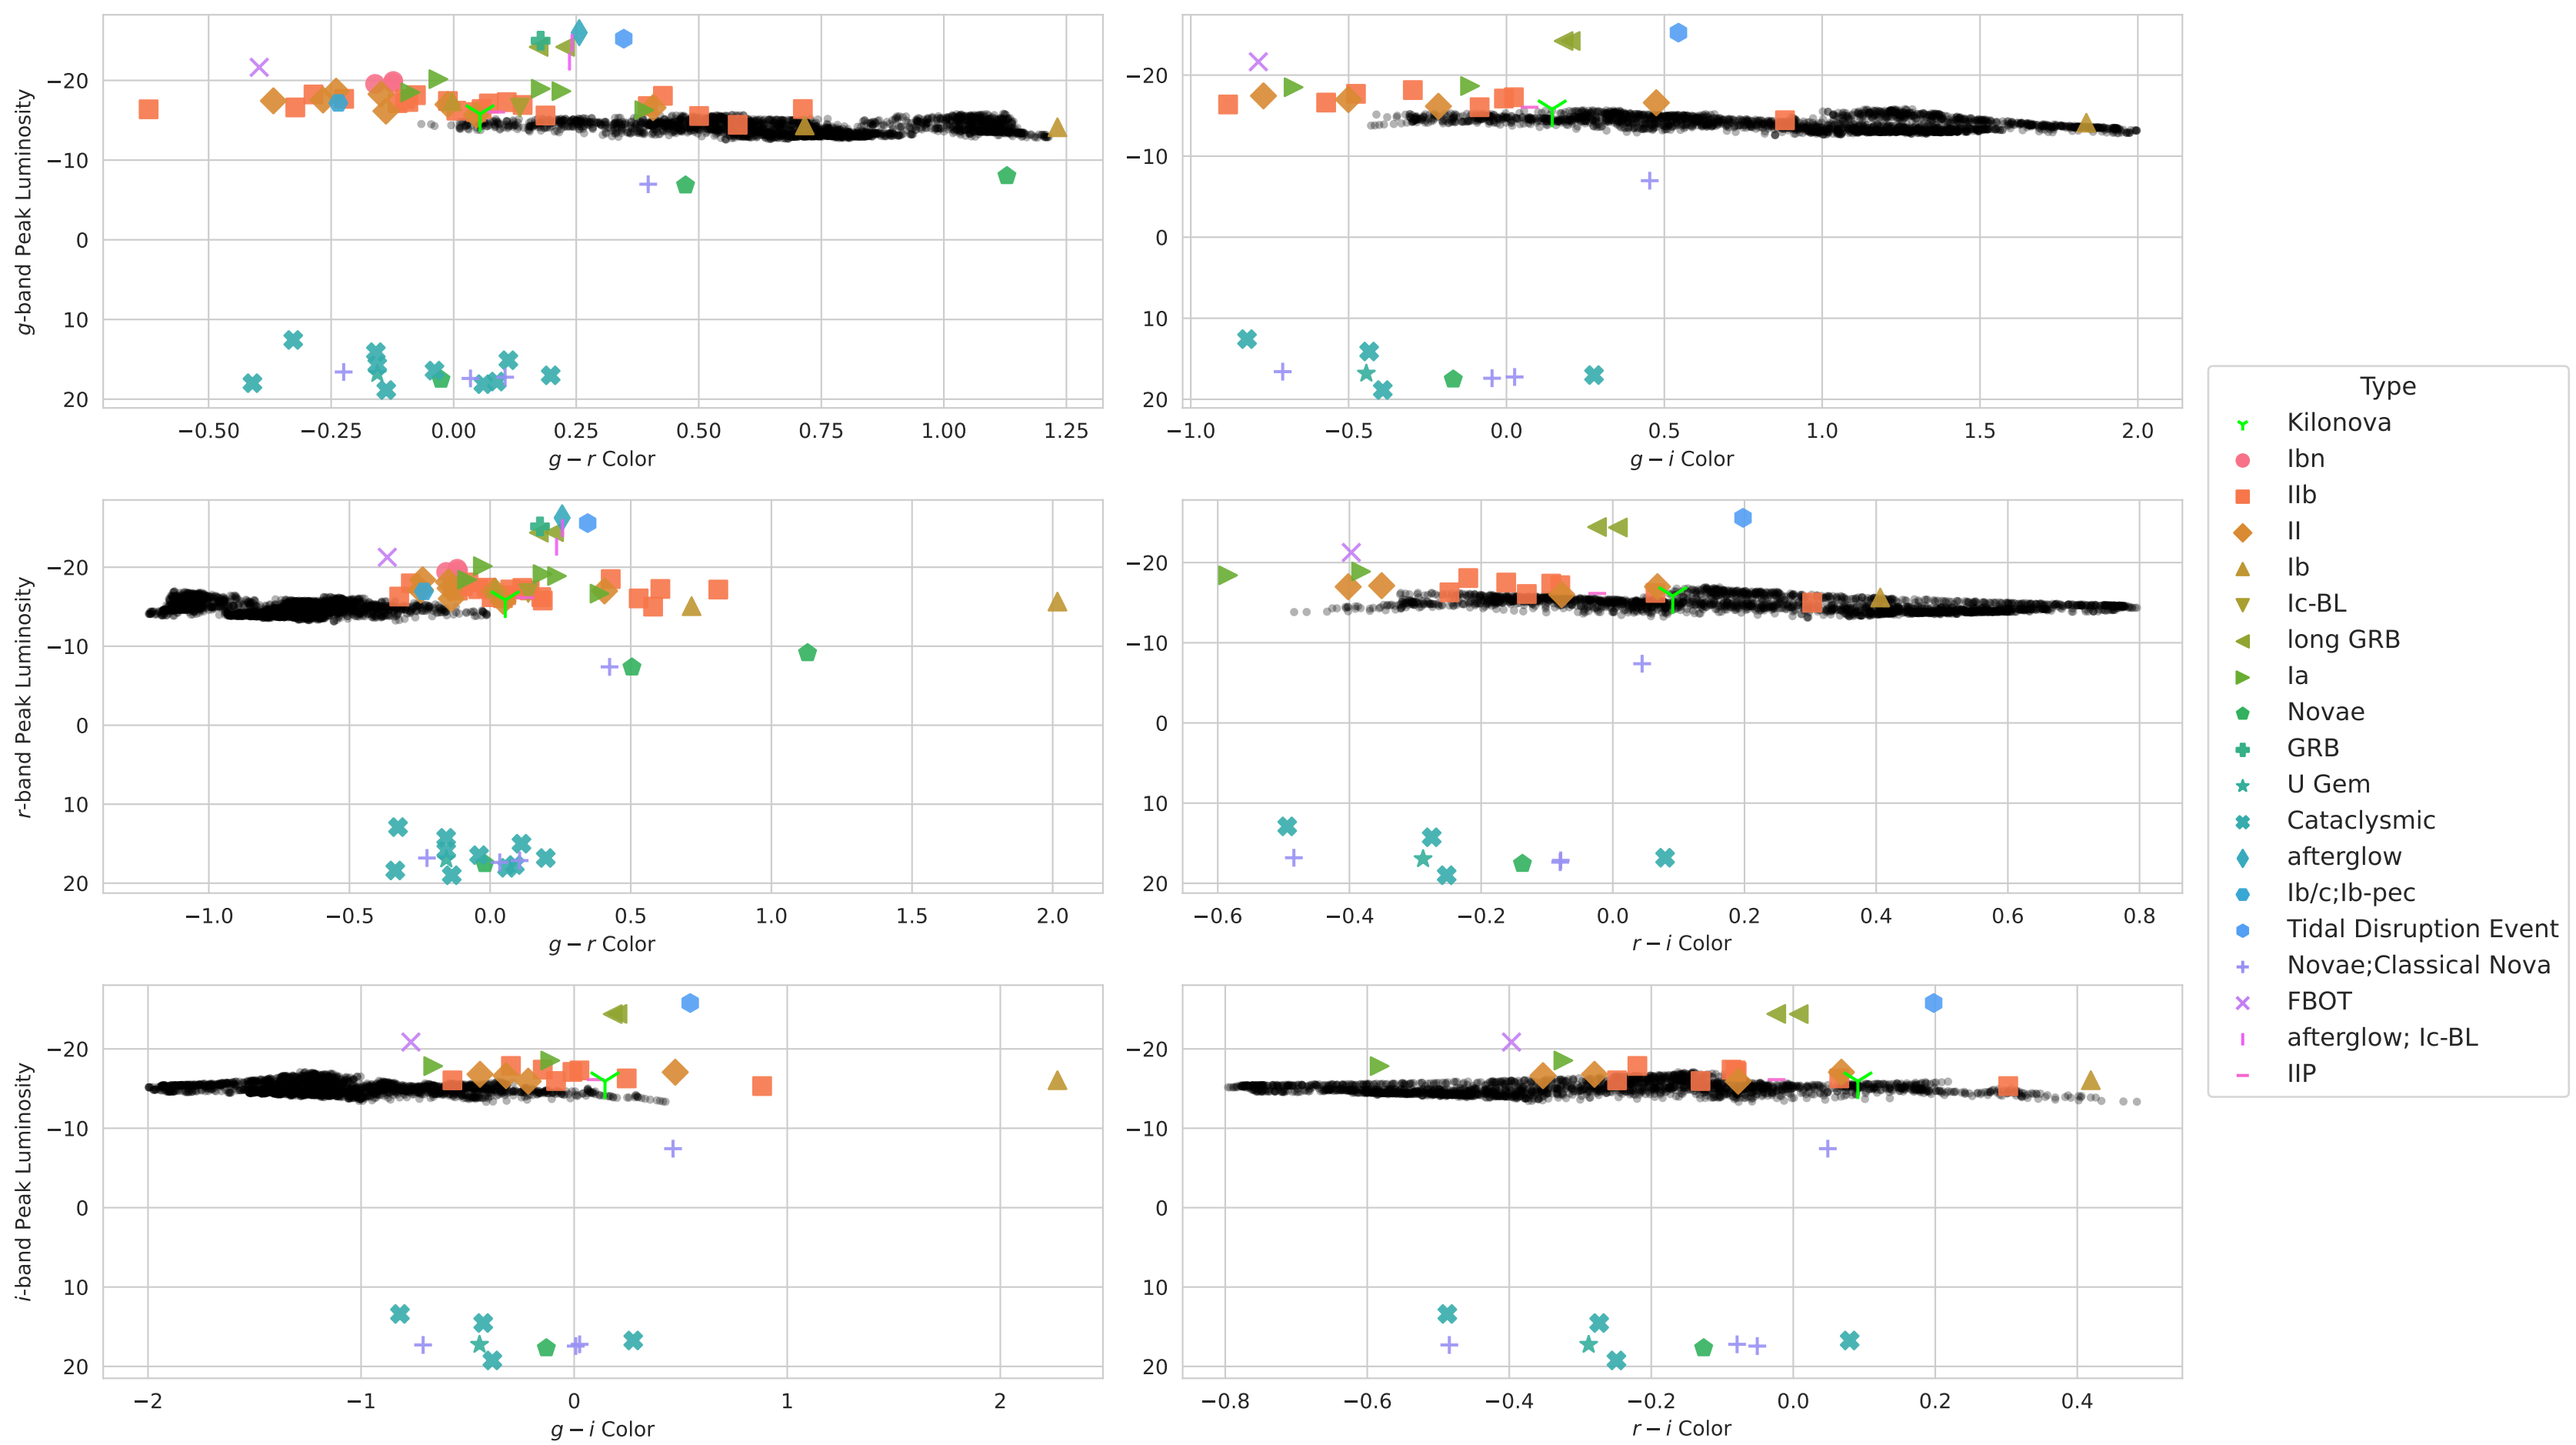 g-band Peak Luminosity
−20
−10
0
10
20
−0.50 −0.25 0.00 0.25 0.50 0.75 1.00 1.25
g − r Color
−20
−10
0
10
20
−1.0 −0.5 0.0 0.5 1.0 1.5 2.0
g − i Color
r-band Peak Luminosity
−20
−10
0
10
20
−1.0 −0.5 0.0 0.5 1.0 1.5 2.0
g − r Color
−20
−10
0
10
20
−0.6 −0.4 −0.2 0.0 0.2 0.4 0.6 0.8
r − i Color
i-band Peak Luminosity
−20
−10
0
10
20
−2 −1 0 1 2
g − i Color
−20
−10
0
10
20
−0.8 −0.6 −0.4 −0.2 0.0 0.2 0.4
r − i Color
Type
Kilonova
Ibn
IIb
II
Ib
Ic-BL
long GRB
Ia
Novae
GRB
U Gem
Cataclysmic
afterglow
Ib/c;Ib-pec
Tidal Disruption Event
Novae;Classical Nova
FBOT
afterglow; Ic-BL
IIP